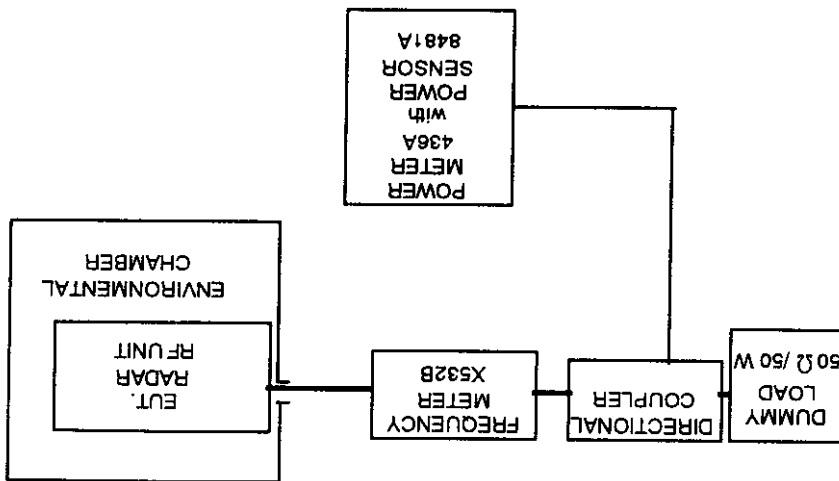 DUMMY
LOAD
50 Ω / 50 W
DIRECTIONAL
COUPLER
FREQUENCY
METER
X532B
EUT.
RADAR
RF UNIT
ENVIRONMENTAL
CHAMBER
POWER
METER
436A
with
POWER
SENSOR
8481A